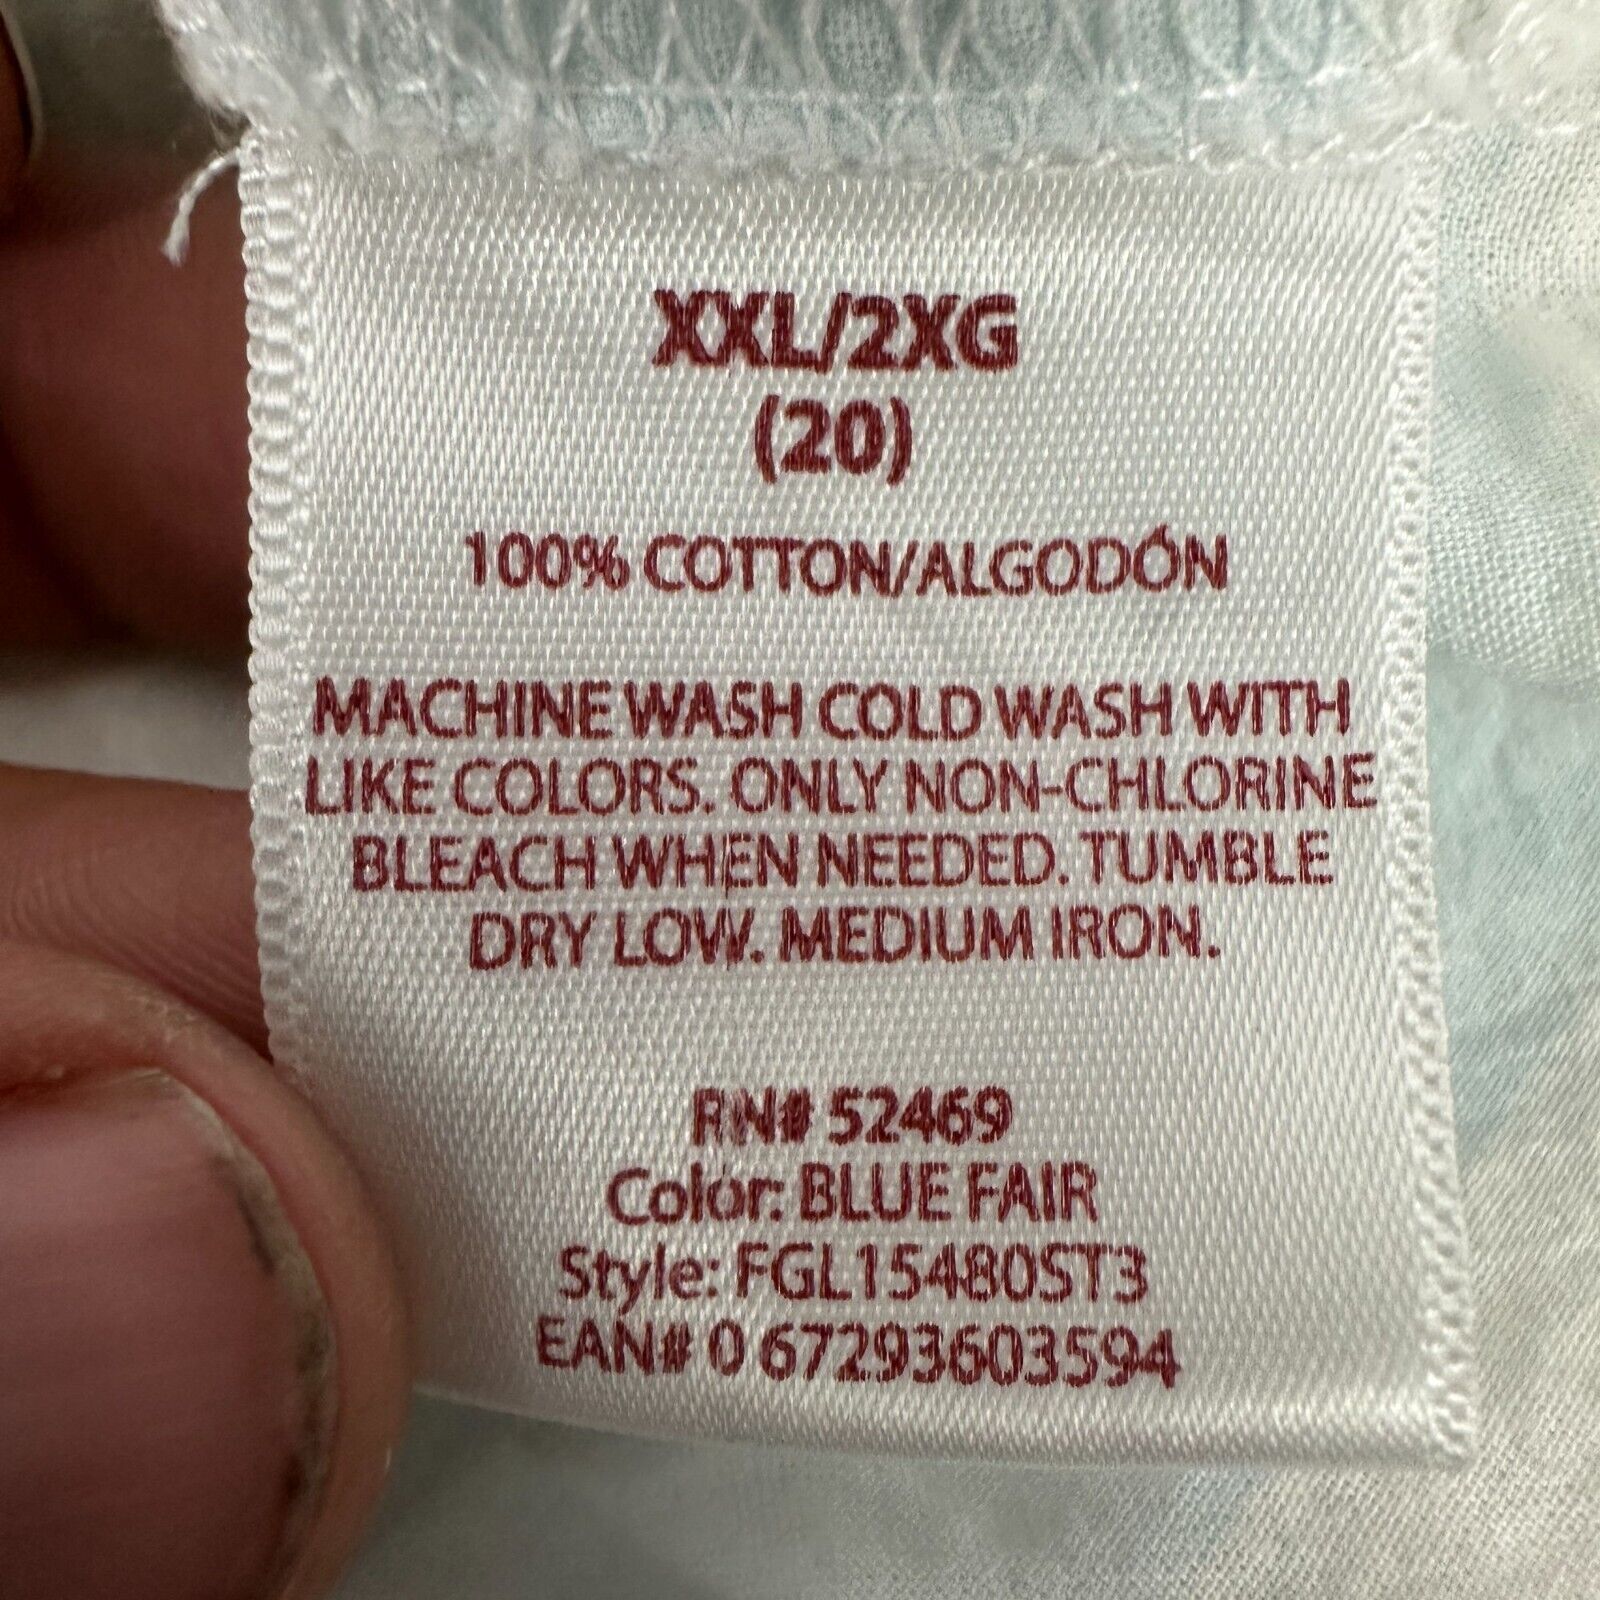 XXL/2XG
(20)
100% COTTON/ALGODÓN
MACHINE WASH COLD WASH WITH
LIKE COLORS. ONLY NON-CHLORINE
BLEACH WHEN NEEDED. TUMBLE
DRY LOW. MEDIUM IRON.
RN# 52469
Color: BLUE FAIR
Style: FGL15480ST3
EAN# 0 67293603594